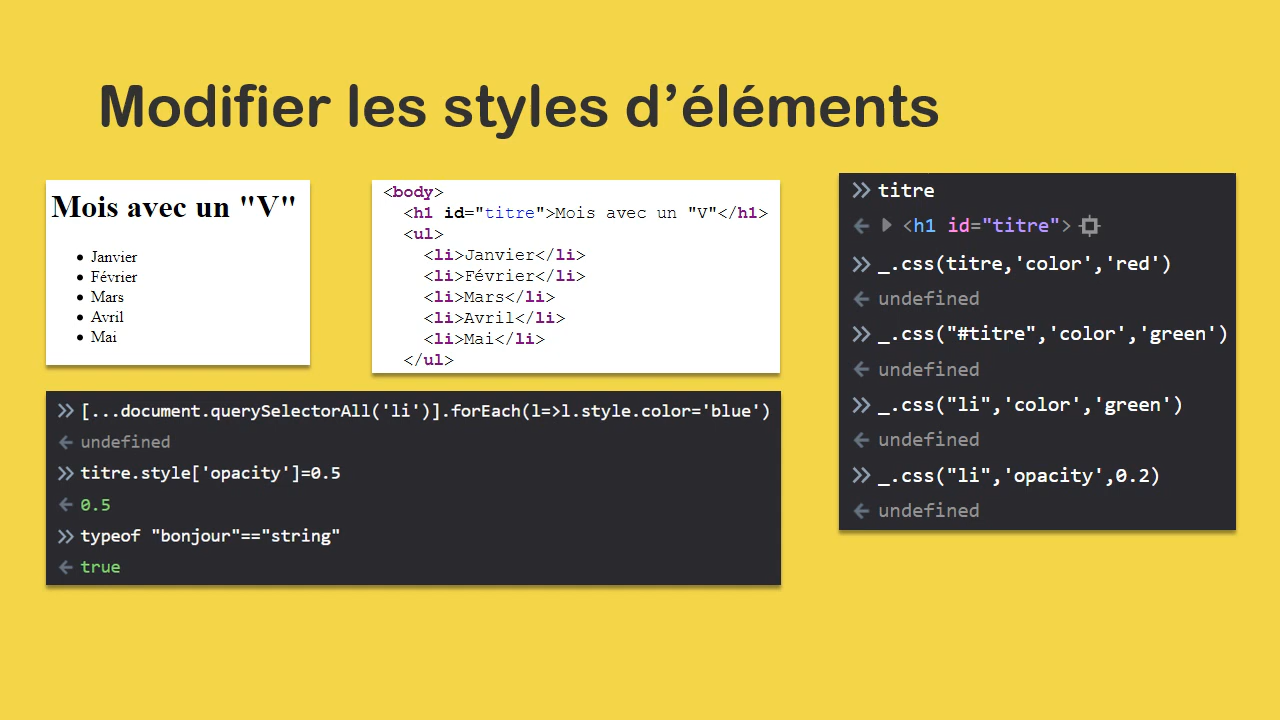 Modifier les styles d’éléments
Mois avec un "V"
Janvier
Février
Mars
Avril
Mai
<body>
<h1 id="titre">Mois avec un "V"</h1>
<ul>
<li>Janvier</li>
<li>Février</li>
<li>Mars</li>
<li>Avril</li>
<li>Mai</li>
</ul>
[...document.querySelectorAll('li')].forEach(l=>l.style.color='blue')
undefined
titre.style['opacity']=0.5
0.5
typeof "bonjour"=="string"
true
titre
<h1 id="titre">
_.css(titre,'color','red')
undefined
_.css("#titre",'color','green')
undefined
_.css("li",'color','green')
undefined
_.css("li",'opacity',0.2)
undefined